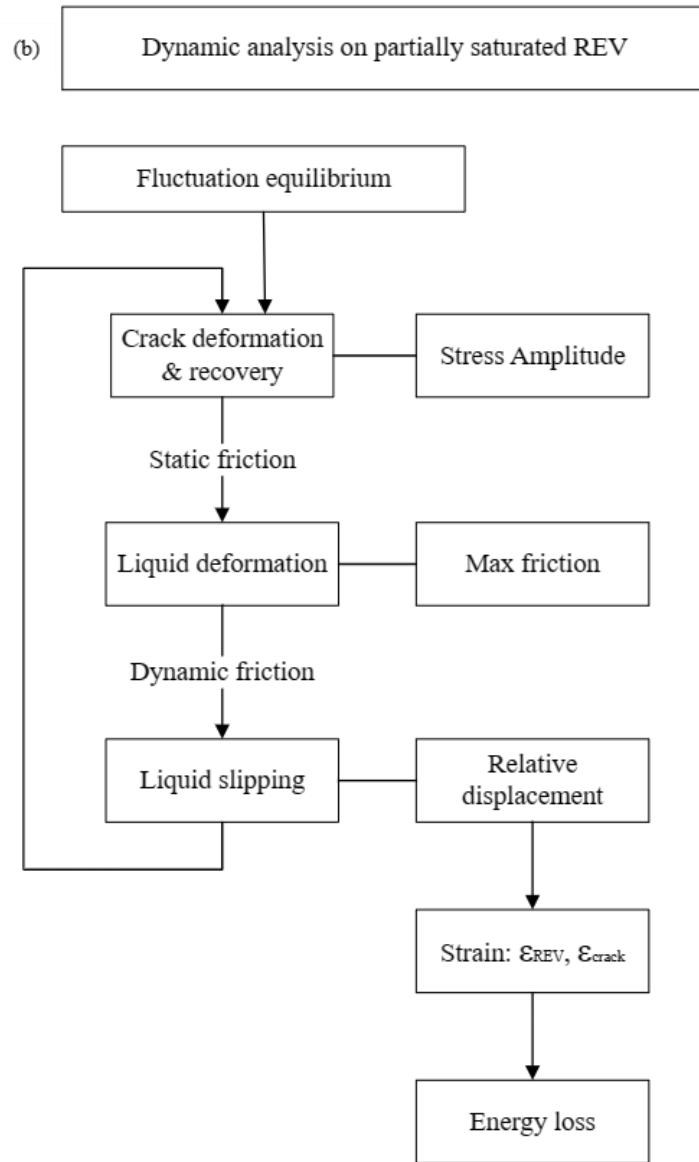 (b)
Dynamic analysis on partially saturated REV
Fluctuation equilibrium
Crack deformation
& recovery
Stress Amplitude
Static friction
Liquid deformation
Max friction
Dynamic friction
Liquid slipping
Relative
displacement
Strain: εREV, εcrack
Energy loss